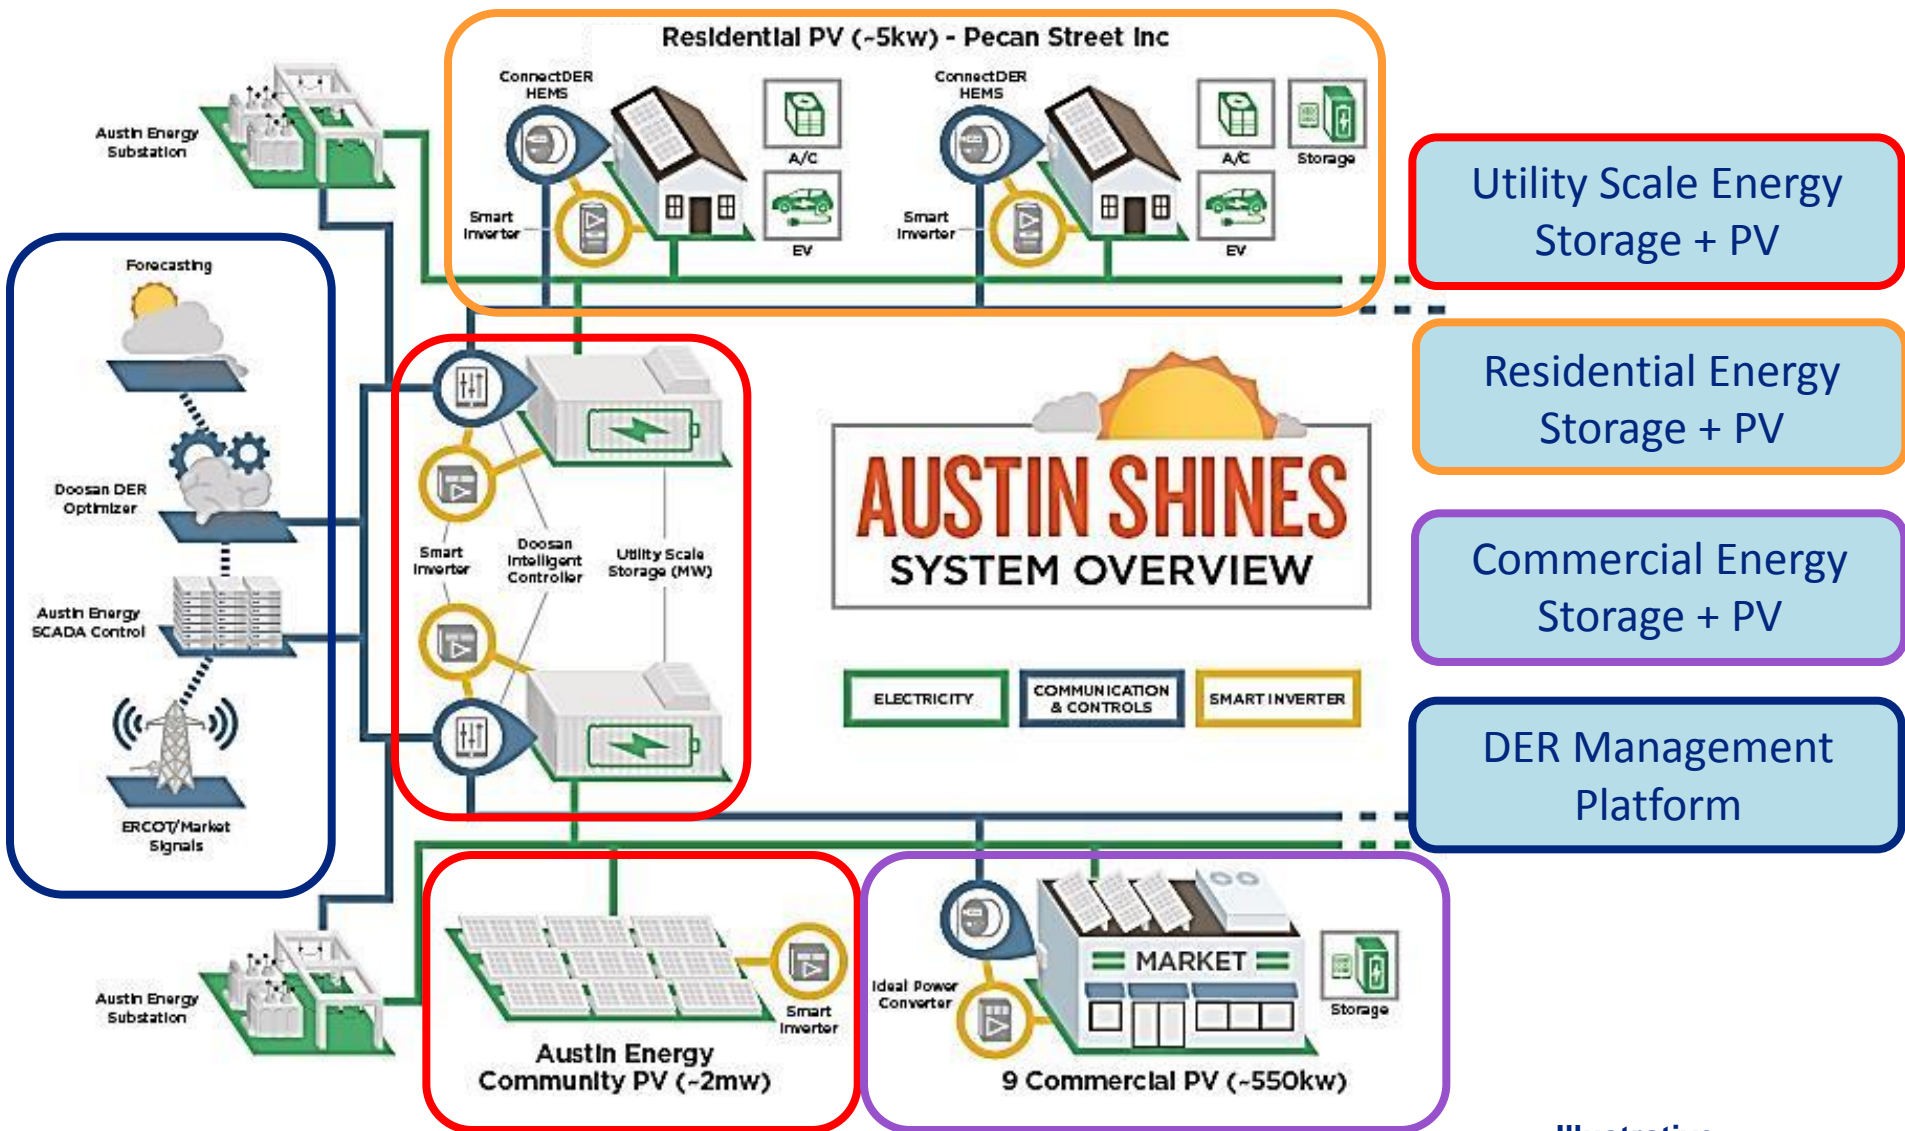 Residential PV (~5kw) - Pecan Street Inc
ConnectDER
HEMS
A/C
Smart
Inverter
EV
ConnectDER
HEMS
A/C
Storage
Smart
Inverter
EV
Austin Energy
Substation
Forecasting
Doosan DER
Optimizer
Austin Energy
SCADA Control
ERCOT/Market
Signals
Smart
Inverter
Doosan
Intelligent
Controller
Utility Scale
Storage (MW)
AUSTIN SHINES
SYSTEM OVERVIEW
ELECTRICITY
COMMUNICATION
& CONTROLS
SMART INVERTER
Utility Scale Energy
Storage + PV
Residential Energy
Storage + PV
Commercial Energy
Storage + PV
DER Management
Platform
Austin Energy
Substation
Smart
Inverter
Austin Energy
Community PV (~2mw)
Ideal Power
Converter
MARKET
Storage
9 Commercial PV (~550kw)
Illustrative